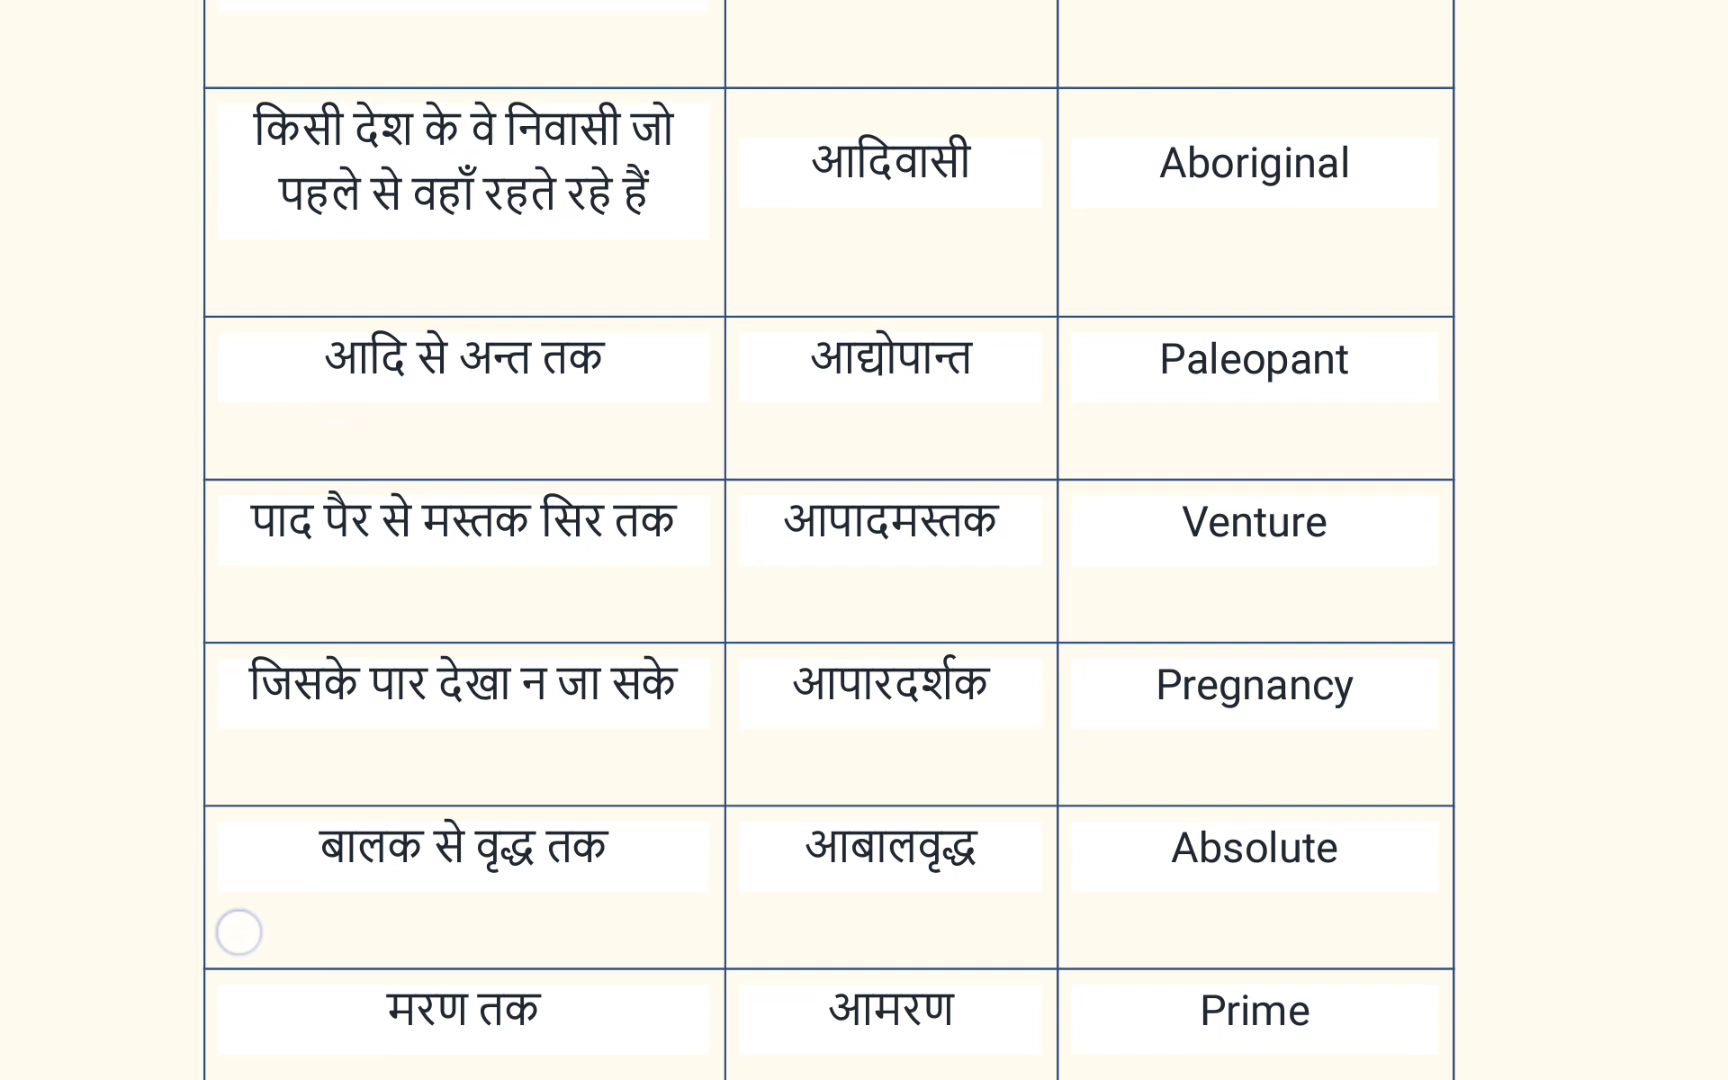 किसी देश के वे निवासी जो
पहले से वहाँ रहते रहे हैं
आदिवासी
Aboriginal
आदि से अन्त तक
आद्योपान्त
Paleopant
पाद पैर से मस्तक सिर तक
आपादमस्तक
Venture
जिसके पार देखा न जा सके
आपारदर्शक
Pregnancy
बालक से वृद्ध तक
आबालवृद्ध
Absolute
मरण तक
आमरण
Prime